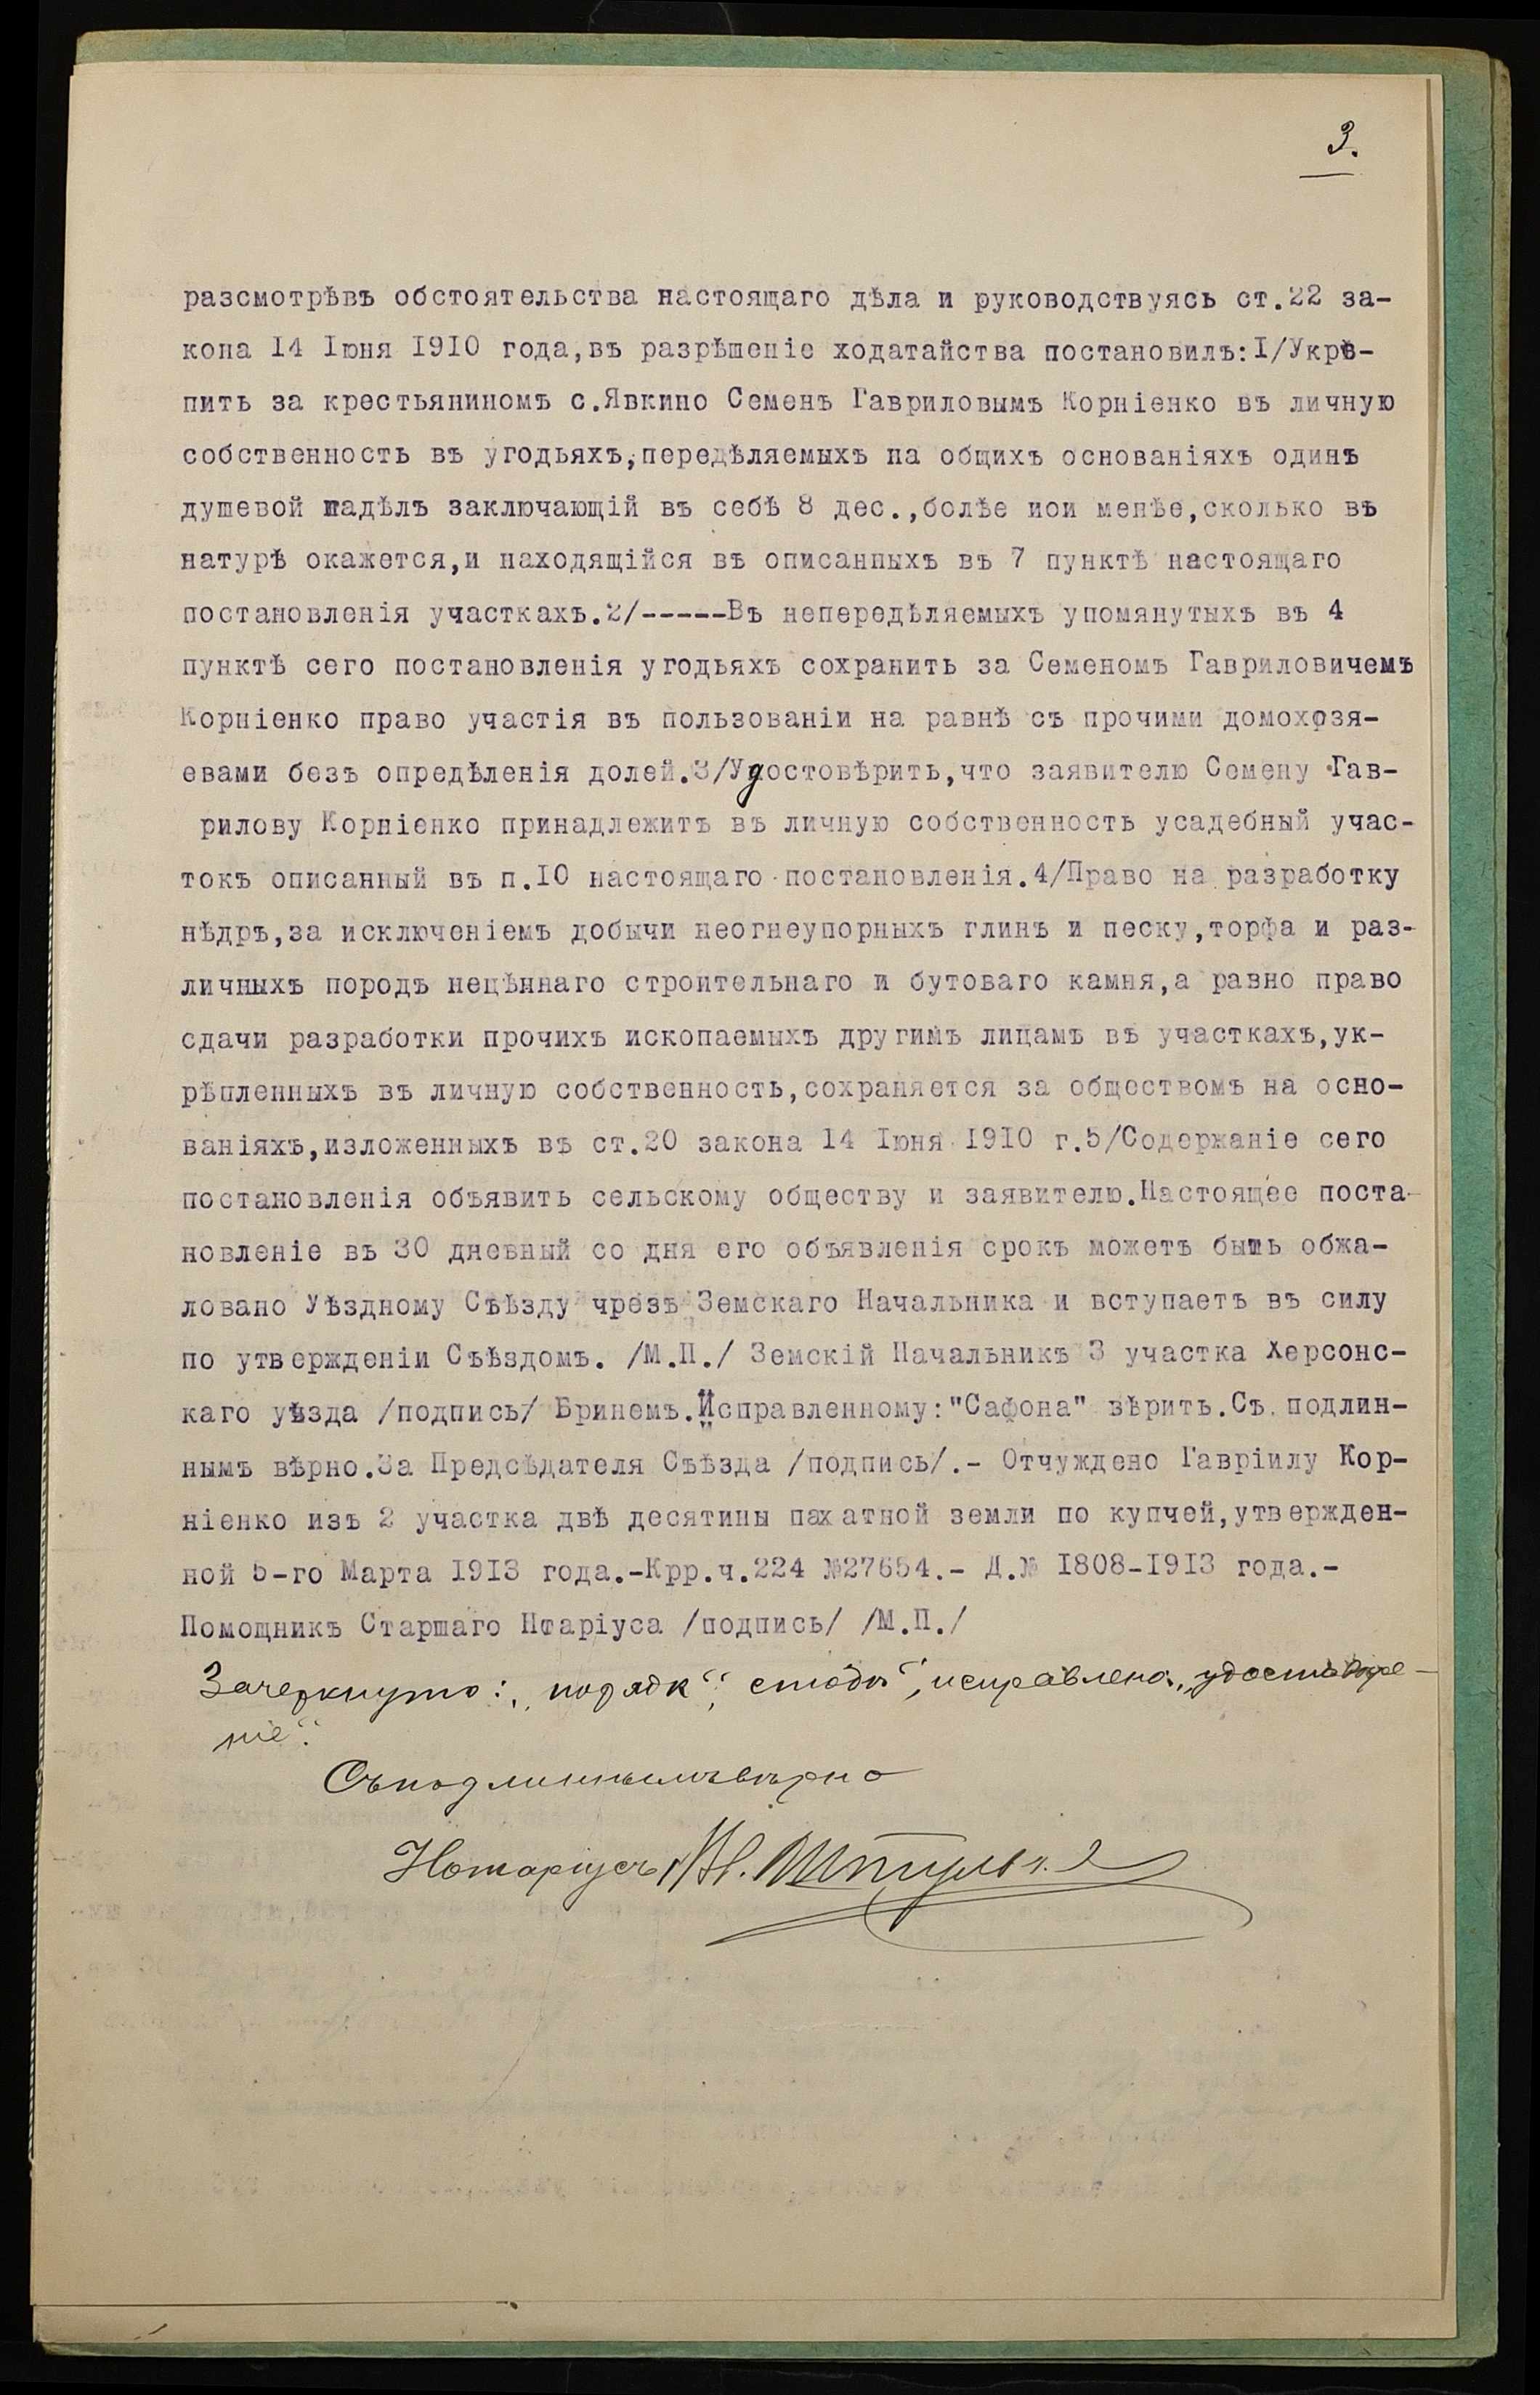 3.
разсмотрѣвъ обстоятельства настоящаго дѣла и руководствуясь ст.22 за-
кона 14 Iюня I9I0 года,въ разрѣшеніе ходатайства постановилъ:I/Укрѣ-
пить за крестьяниномъ с.Явкино Семенъ Гавриловымъ Корніенко въ личную
собственность въ угодьяхъ,передѣляемыхъ на общихъ основаніяхъ одинъ
душевой надѣлъ заключающій въ себѣ 8 дес.,болѣе иои менѣе,сколько въ
натурѣ окажется,и находящійся въ описанныхъ въ 7 пунктѣ настоящаго
постановленія участкахъ.2/-----Въ непередѣляемыхъ упомянутыхъ въ 4
пунктѣ сего постановленія угодьяхъ сохранить за Семеномъ Гавриловичемъ
Корніенко право участія въ пользованіи на равнѣ съ прочими домохозя-
евами безъ опредѣленія долей.3/Удостовѣрить,что заявителю Семену Гав-
рилову Корніенко принадлежитъ въ личную собственность усадебный учас-
токъ описанный въ п.I0 настоящаго постановленія.4/Право на разработку
нѣдръ,за исключеніемъ добычи неогнеупорныхъ глинъ и песку,торфа и раз-
личныхъ породъ нецѣннаго строительнаго и бутоваго камня,а равно право
сдачи разработки прочихъ ископаемыхъ другимъ лицамъ въ участкахъ,ук-
рѣпленныхъ въ личную собственность,сохраняется за обществомъ на осно-
ваніяхъ,изложенныхъ въ ст.20 закона 14 Iюня I9I0 г.5/Содержаніе сего
постановленія объявить сельскому обществу и заявителю.Настоящее поста-
новленіе въ 30 дневный со дня его объявленія срокъ можетъ быть обжа-
ловано Уѣздному Съѣзду чрезъ Земскаго Начальника и вступаетъ въ силу
по утвержденіи Съѣздомъ. /М.П./ Земскій Начальникъ 3 участка Херсонс-
каго уѣзда /подпись/ Бринемъ.Исправленному:"Сафона" вѣрить.Съ подлин-
нымъ вѣрно.За Предсѣдателя Съѣзда /подпись/.- Отчуждено Гавріилу Кор-
ніенко изъ 2 участка двѣ десятины пахатной земли по купчей,утвержден-
ной 5-го Марта 1913 года.-Крр.ч.224 №27654.- Д.№ I808-I9I3 года.-
Помощникъ Старшаго Нтаріуса /подпись/ /М.П./
Зачеркнуто: „порядк“, исправлено: „удостовѣре-
ніе“.
Съ подлиннымъ вѣрно
Нотаріусъ